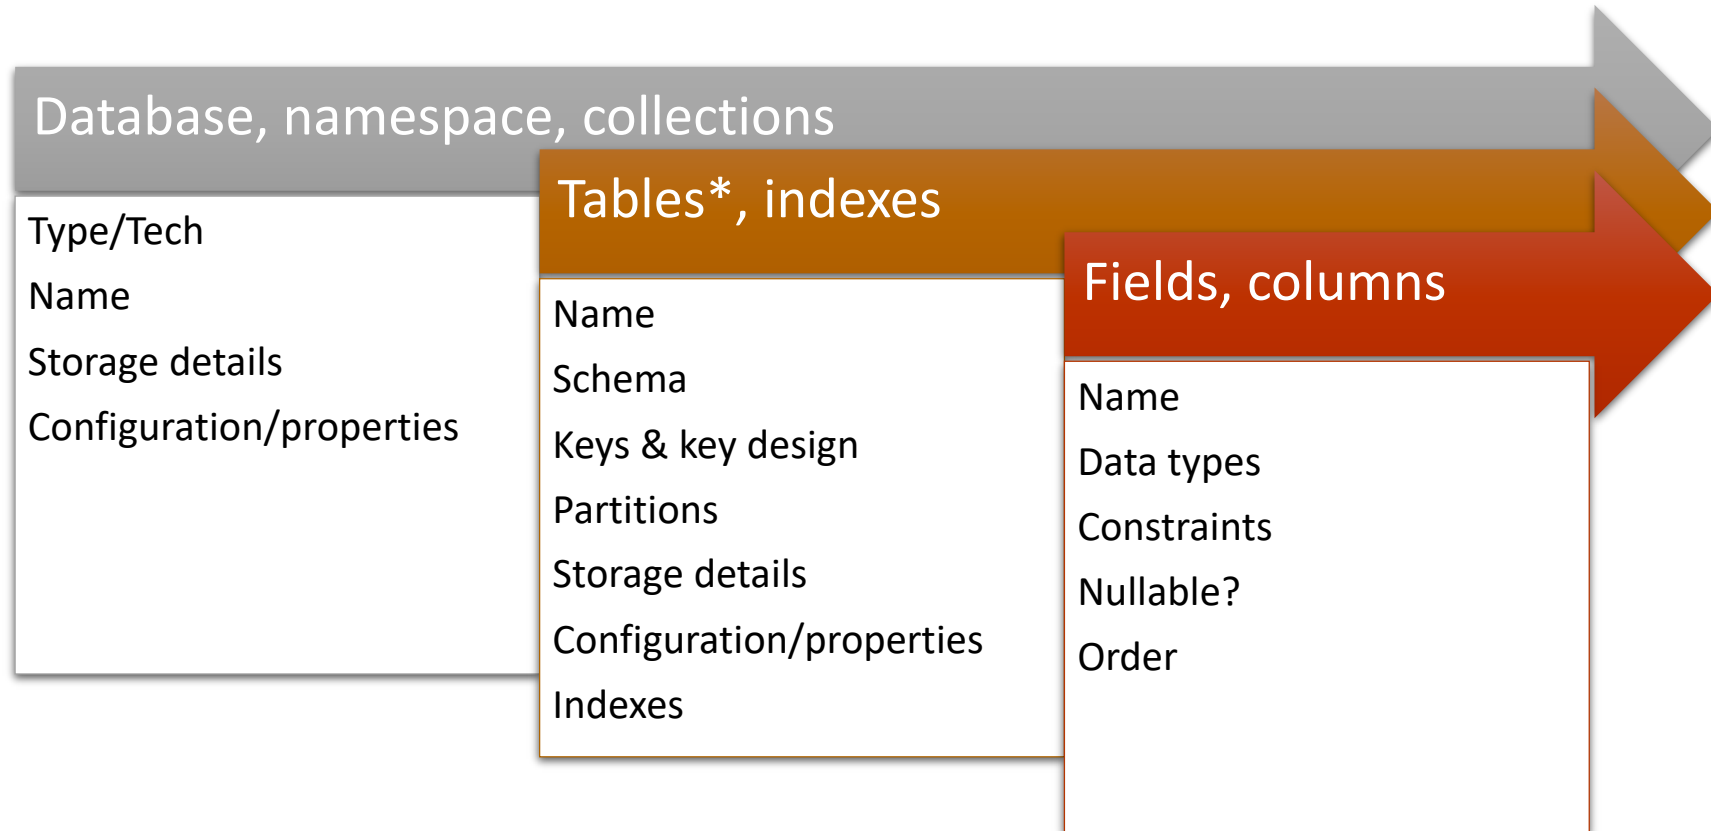 Database, namespace, collections
Type/Tech
Name
Storage details
Configuration/properties
Tables*, indexes
Name
Schema
Keys & key design
Partitions
Storage details
Configuration/properties
Indexes
Fields, columns
Name
Data types
Constraints
Nullable?
Order